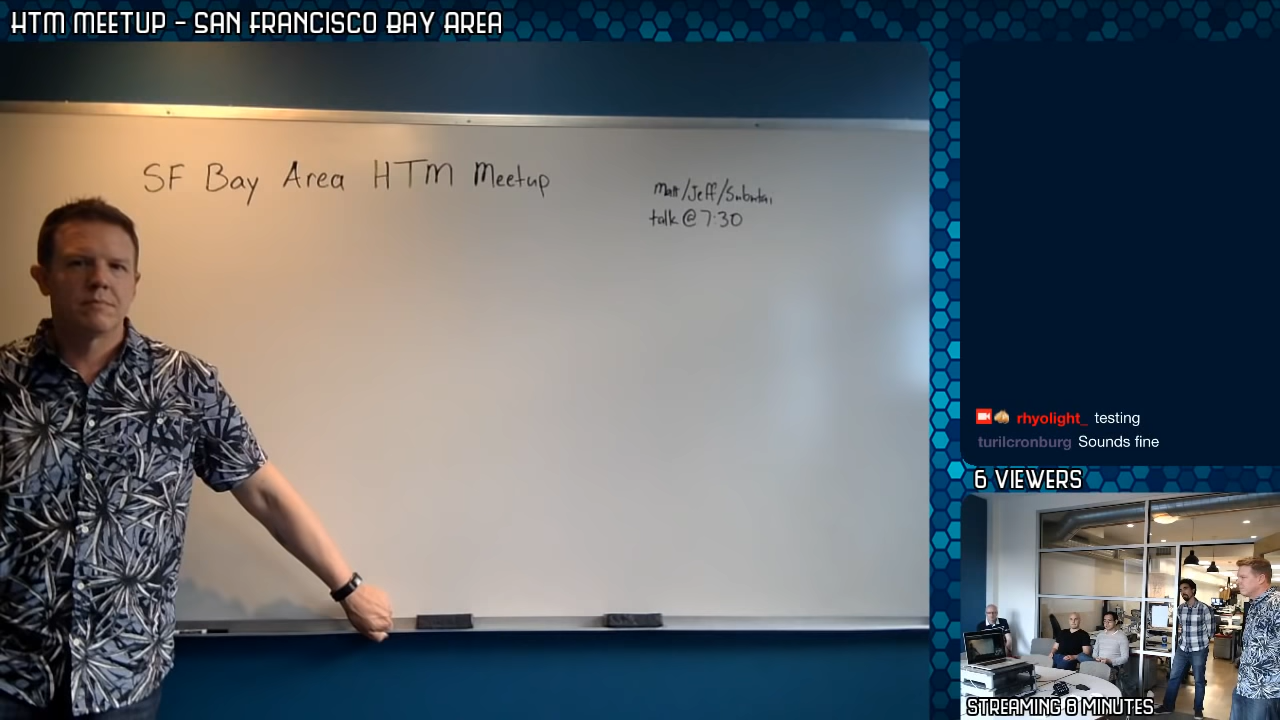 HTM MEETUP - SAN FRANCISCO BAY AREA
SF Bay Area HTM Meetup
Matt/Jeff/Subutai
talk @ 7:30
rhyolight_ testing
turilcronburg Sounds fine
6 VIEWERS
STREAMING 8 MINUTES